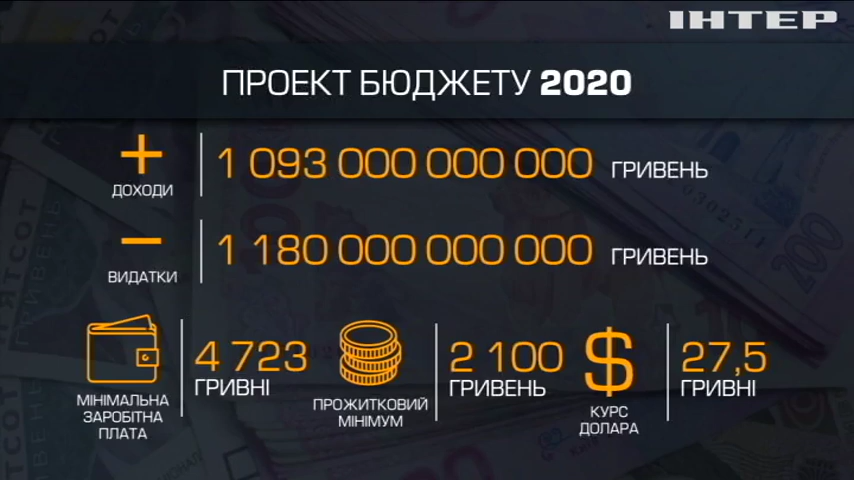 ІНТЕР
ПРОЕКТ БЮДЖЕТУ 2020
+
ДОХОДИ
1 093 000 000 000 ГРИВЕНЬ
−
ВИДАТКИ
1 180 000 000 000 ГРИВЕНЬ
МІНІМАЛЬНА
ЗАРОБІТНА
ПЛАТА
4 723
ГРИВНІ
ПРОЖИТКОВИЙ
МІНІМУМ
2 100
ГРИВЕНЬ
$
КУРС
ДОЛАРА
27,5
ГРИВНІ
200